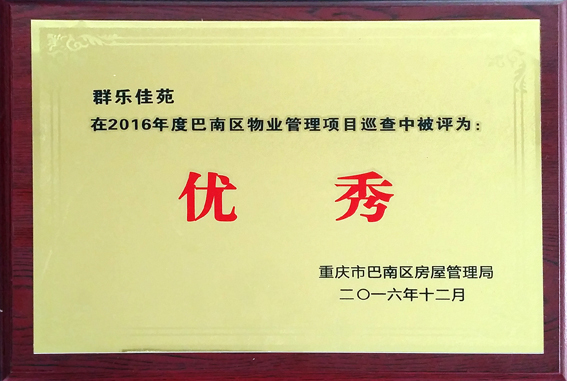 群乐佳苑
在2016年度巴南区物业管理项目巡查中被评为：
优 秀
重庆市巴南区房屋管理局
二〇一六年十二月